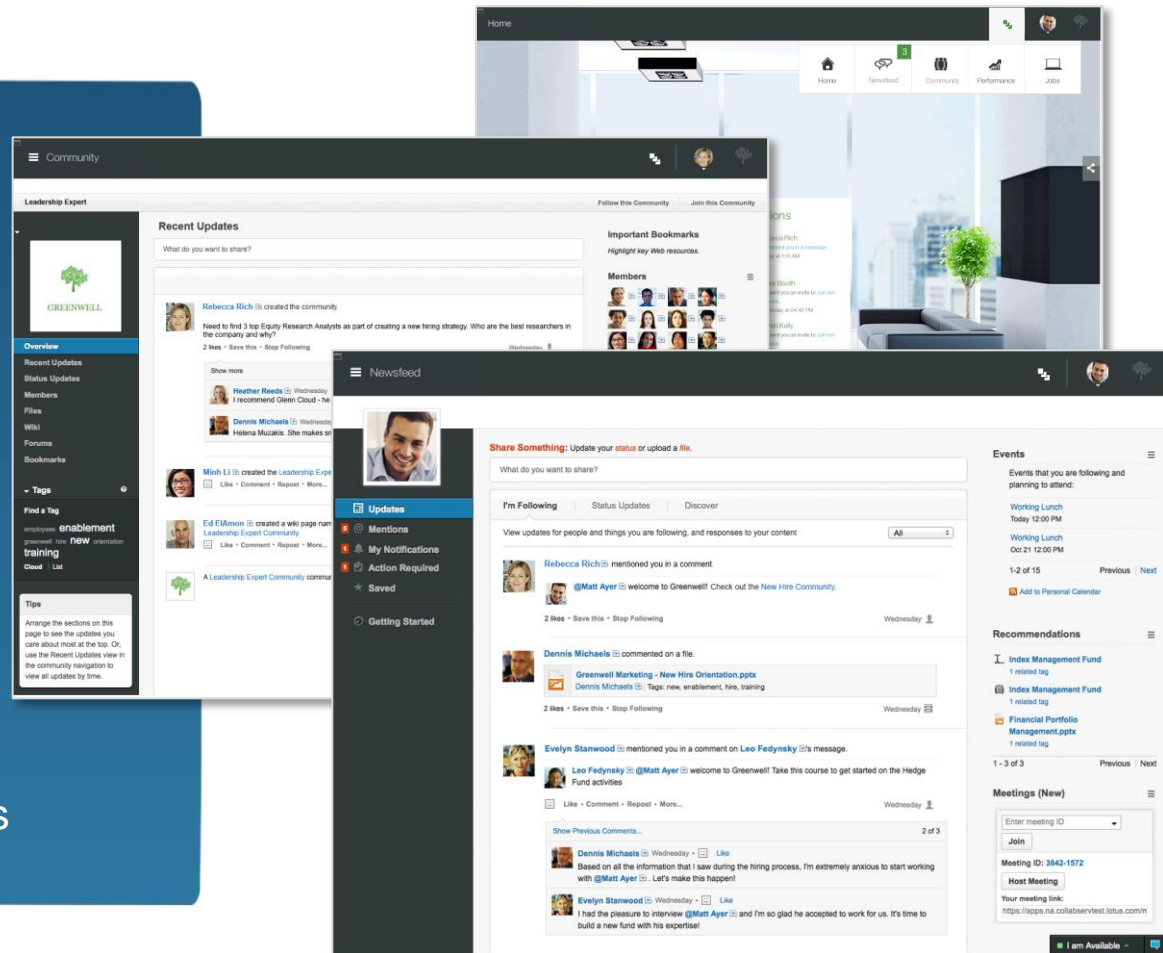 Home
3
Home
Newsfeed
Community
Performance
Jobs
Community
Leadership Expert
Follow this Community
Join this Community
GREENWELL
Overview
Recent Updates
Status Updates
Members
Files
Wiki
Forums
Bookmarks
Tags
Find a Tag
employees enablement
greenwell hire new orientation
training
Cloud | List
Tips
Arrange the sections on this
page to see the updates you
care about most at the top. Or,
use the Recent Updates view in
the community navigation to
view all updates by time.
Recent Updates
What do you want to share?
Rebecca Rich created the community.
Need to find 3 top Equity Research Analysts as part of creating a new hiring strategy. Who are the best researchers in
the company and why?
2 likes • Save this • Stop Following
Wednesday
Show more
Heather Reeds Wednesday
I recommend Glenn Cloud - he
Dennis Michaels
Helena Muzakis. She makes
Minh Li created the Leadership
Like • Comment • Repost • More...
Ed ElAmon created a wiki page
Leadership Expert Community
Like • Comment • Repost • More...
A Leadership Expert Community
Important Bookmarks
Highlight key Web resources.
Members
Newsfeed
Updates
5 @ Mentions
1 My Notifications
1 Action Required
Saved
Getting Started
Share Something: Update your status or upload a file.
What do you want to share?
I'm Following
Status Updates
Discover
View updates for people and things you are following, and responses to your content
All
Rebecca Rich mentioned you in a comment.
@Matt Ayer welcome to Greenwell! Check out the New Hire Community.
2 likes • Save this • Stop Following
Wednesday
Dennis Michaels commented on a file.
Greenwell Marketing - New Hire Orientation.pptx
Dennis Michaels | Tags: new, enablement, hire, training
2 likes • Save this • Stop Following
Wednesday
Evelyn Stanwood mentioned you in a comment on Leo Fedynsky's message.
Leo Fedynsky @Matt Ayer welcome to Greenwell! Take this course to get started on the Hedge
Fund activities
Like • Comment • Repost • More...
Wednesday
Show Previous Comments...
2 of 3
Dennis Michaels Wednesday • Like
Based on all the information that I saw during the hiring process, I'm extremely anxious to start working
with @Matt Ayer . Let's make this happen!
Evelyn Stanwood Wednesday • Like
I had the pleasure to interview @Matt Ayer and I'm so glad he accepted to work for us. It's time to
build a new fund with his expertise!
Events
Events that you are following and
planning to attend:
Working Lunch
Today 12:00 PM
Working Lunch
Oct 21 12:00 PM
1-2 of 15
Previous | Next
Add to Personal Calendar
Recommendations
Index Management Fund
1 related tag
Index Management Fund
1 related tag
Financial Portfolio
Management.pptx
1 related tag
1 - 3 of 3
Previous | Next
Meetings (New)
Enter meeting ID
Join
Meeting ID: 3842-1572
Host Meeting
Your meeting link:
https://apps.na.collabservtest.lotus.com/
I am Available